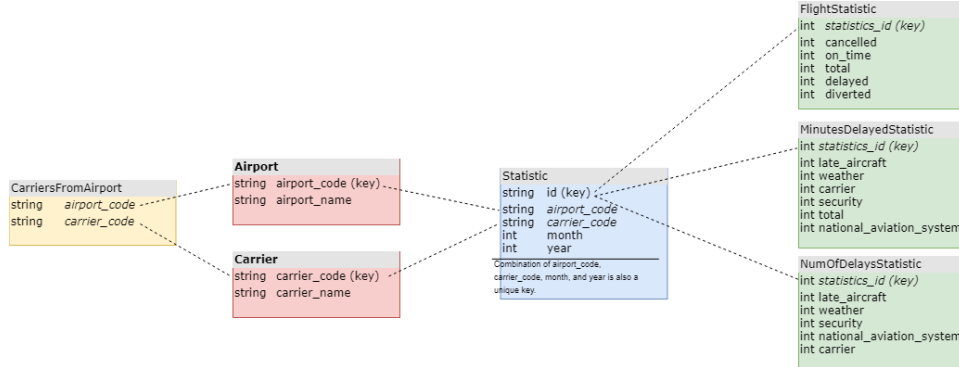 CarriersFromAirport
string airport_code
string carrier_code
Airport
string airport_code (key)
string airport_name
Carrier
string carrier_code (key)
string carrier_name
Statistic
string id (key)
string airport_code
string carrier_code
int month
int year
Combination of airport_code,
carrier_code, month, and year is also a
unique key.
FlightStatistic
int statistics_id (key)
int cancelled
int on_time
int total
int delayed
int diverted
MinutesDelayedStatistic
int statistics_id (key)
int late_aircraft
int weather
int carrier
int security
int total
int national_aviation_system
NumOfDelaysStatistic
int statistics_id (key)
int late_aircraft
int weather
int security
int national_aviation_system
int carrier